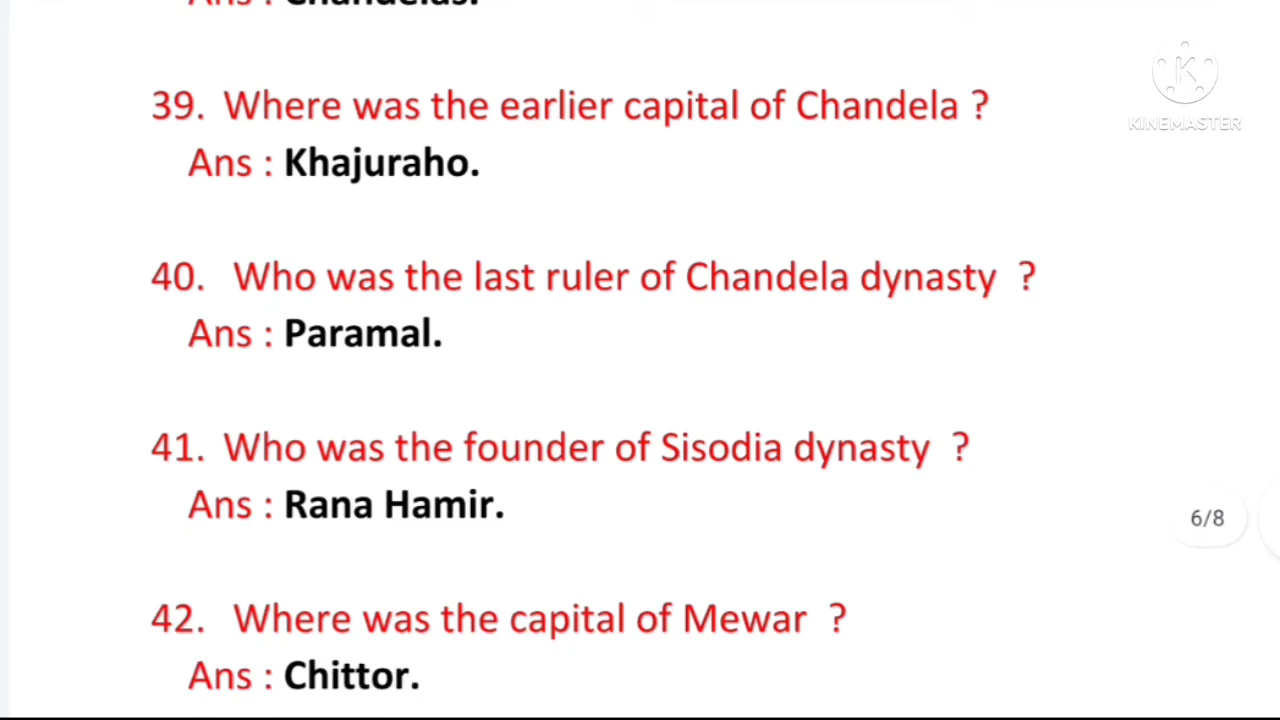 Ans : Chandelas.
39. Where was the earlier capital of Chandela ?
KINEMASTER
Ans : Khajuraho.
40. Who was the last ruler of Chandela dynasty ?
Ans : Paramal.
41. Who was the founder of Sisodia dynasty ?
Ans : Rana Hamir.
6/8
42. Where was the capital of Mewar ?
Ans : Chittor.